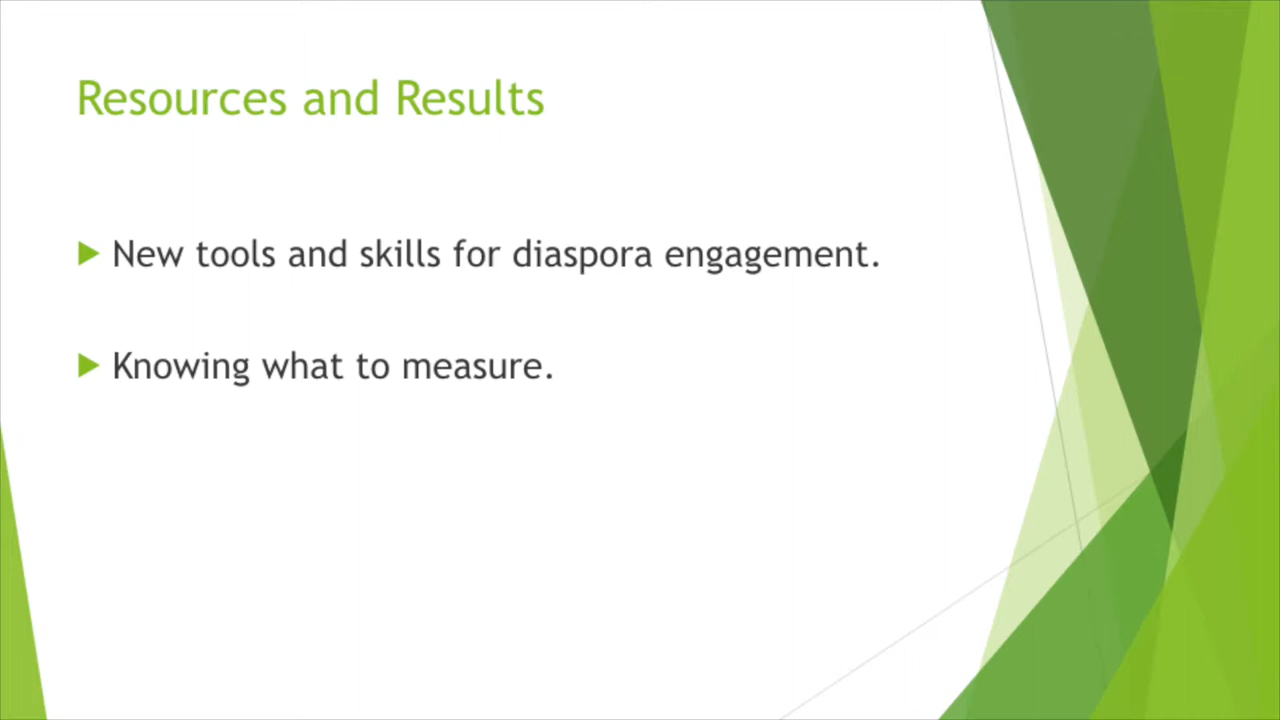 Resources and Results
New tools and skills for diaspora engagement.
Knowing what to measure.